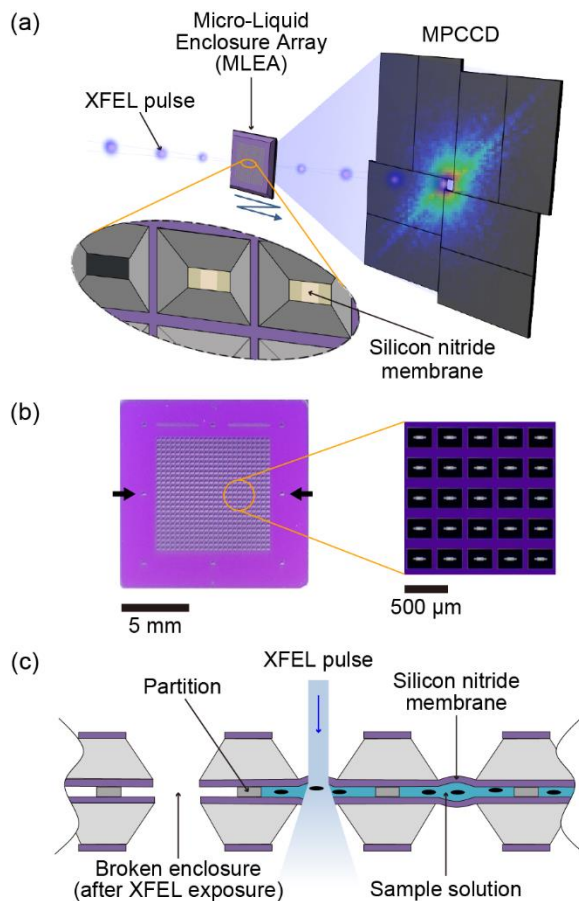 (a)
Micro-Liquid
Enclosure Array
(MLEA)
MPCCD
XFEL pulse
Silicon nitride
membrane
(b)
5 mm
500 µm
(c)
XFEL pulse
Partition
Silicon nitride
membrane
Broken enclosure
(after XFEL exposure)
Sample solution